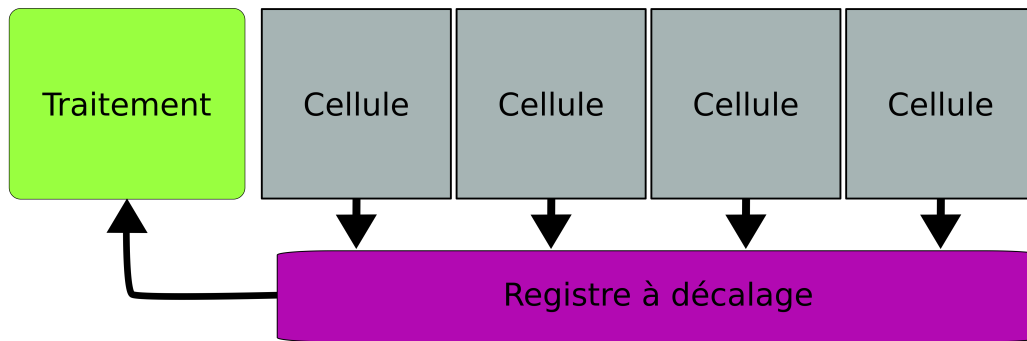 Traitement
Cellule
Cellule
Cellule
Cellule
Registre à décalage